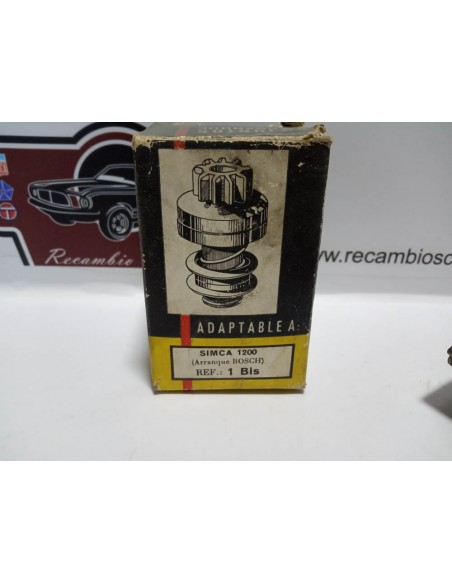 Recambio
www.recambiosc
ADAPTABLE A:
SIMCA 1200
(Arranque BOSCH)
REF.: 1 Bis